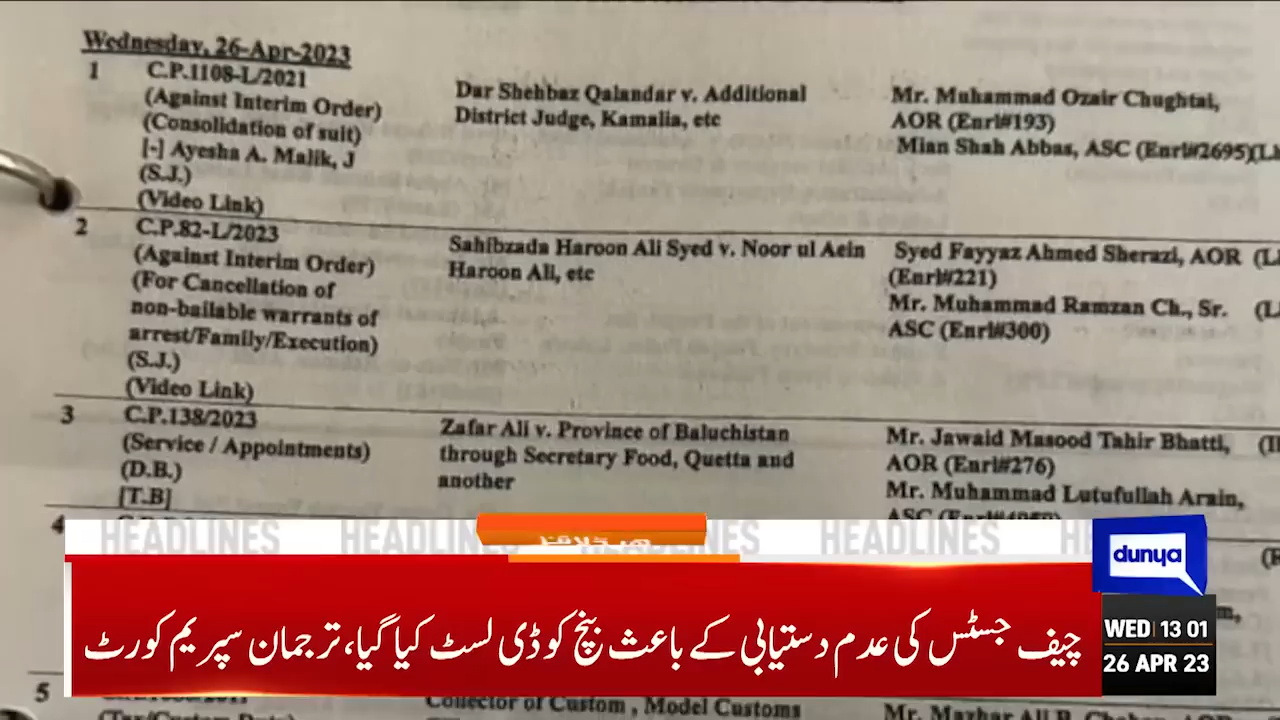 Wednesday, 26-Apr-2023
1 C.P.1108-L/2021
(Against Interim Order)
(Consolidation of suit)
[-] Ayesha A. Malik, J
(S.J.)
(Video Link)
Dar Shehbaz Qalandar v. Additional
District Judge, Kamalia, etc
Mr. Muhammad Ozair Chughtai,
AOR (Enrl#193)
Mian Shah Abbas, ASC (Enrl#2695)
2 C.P.82-L/2023
(Against Interim Order)
(For Cancellation of
non-bailable warrants of
arrest/Family/Execution)
(S.J.)
(Video Link)
Sahibzada Haroon Ali Syed v. Noor ul Aein
Haroon Ali, etc
Syed Fayyaz Ahmed Sherazi, AOR
(Enrl#221)
Mr. Muhammad Ramzan Ch., Sr.
ASC (Enrl#300)
3 C.P.138/2023
(Service / Appointments)
(D.B.)
[T.B]
Zafar Ali v. Province of Baluchistan
through Secretary Food, Quetta and
another
Mr. Jawaid Masood Tahir Bhatti,
AOR (Enrl#276)
Mr. Muhammad Lutufullah Arain,
4
HEADLINES HEADLINES HEADLINES HEADLINES
dunya
چیف جسٹس کی عدم دستیابی کے باعث بینچ کو ڈی لسٹ کیا گیا، ترجمان سپریم کورٹ
WED 13 01
26 APR 23
5
Collector of Custom, Model Customs